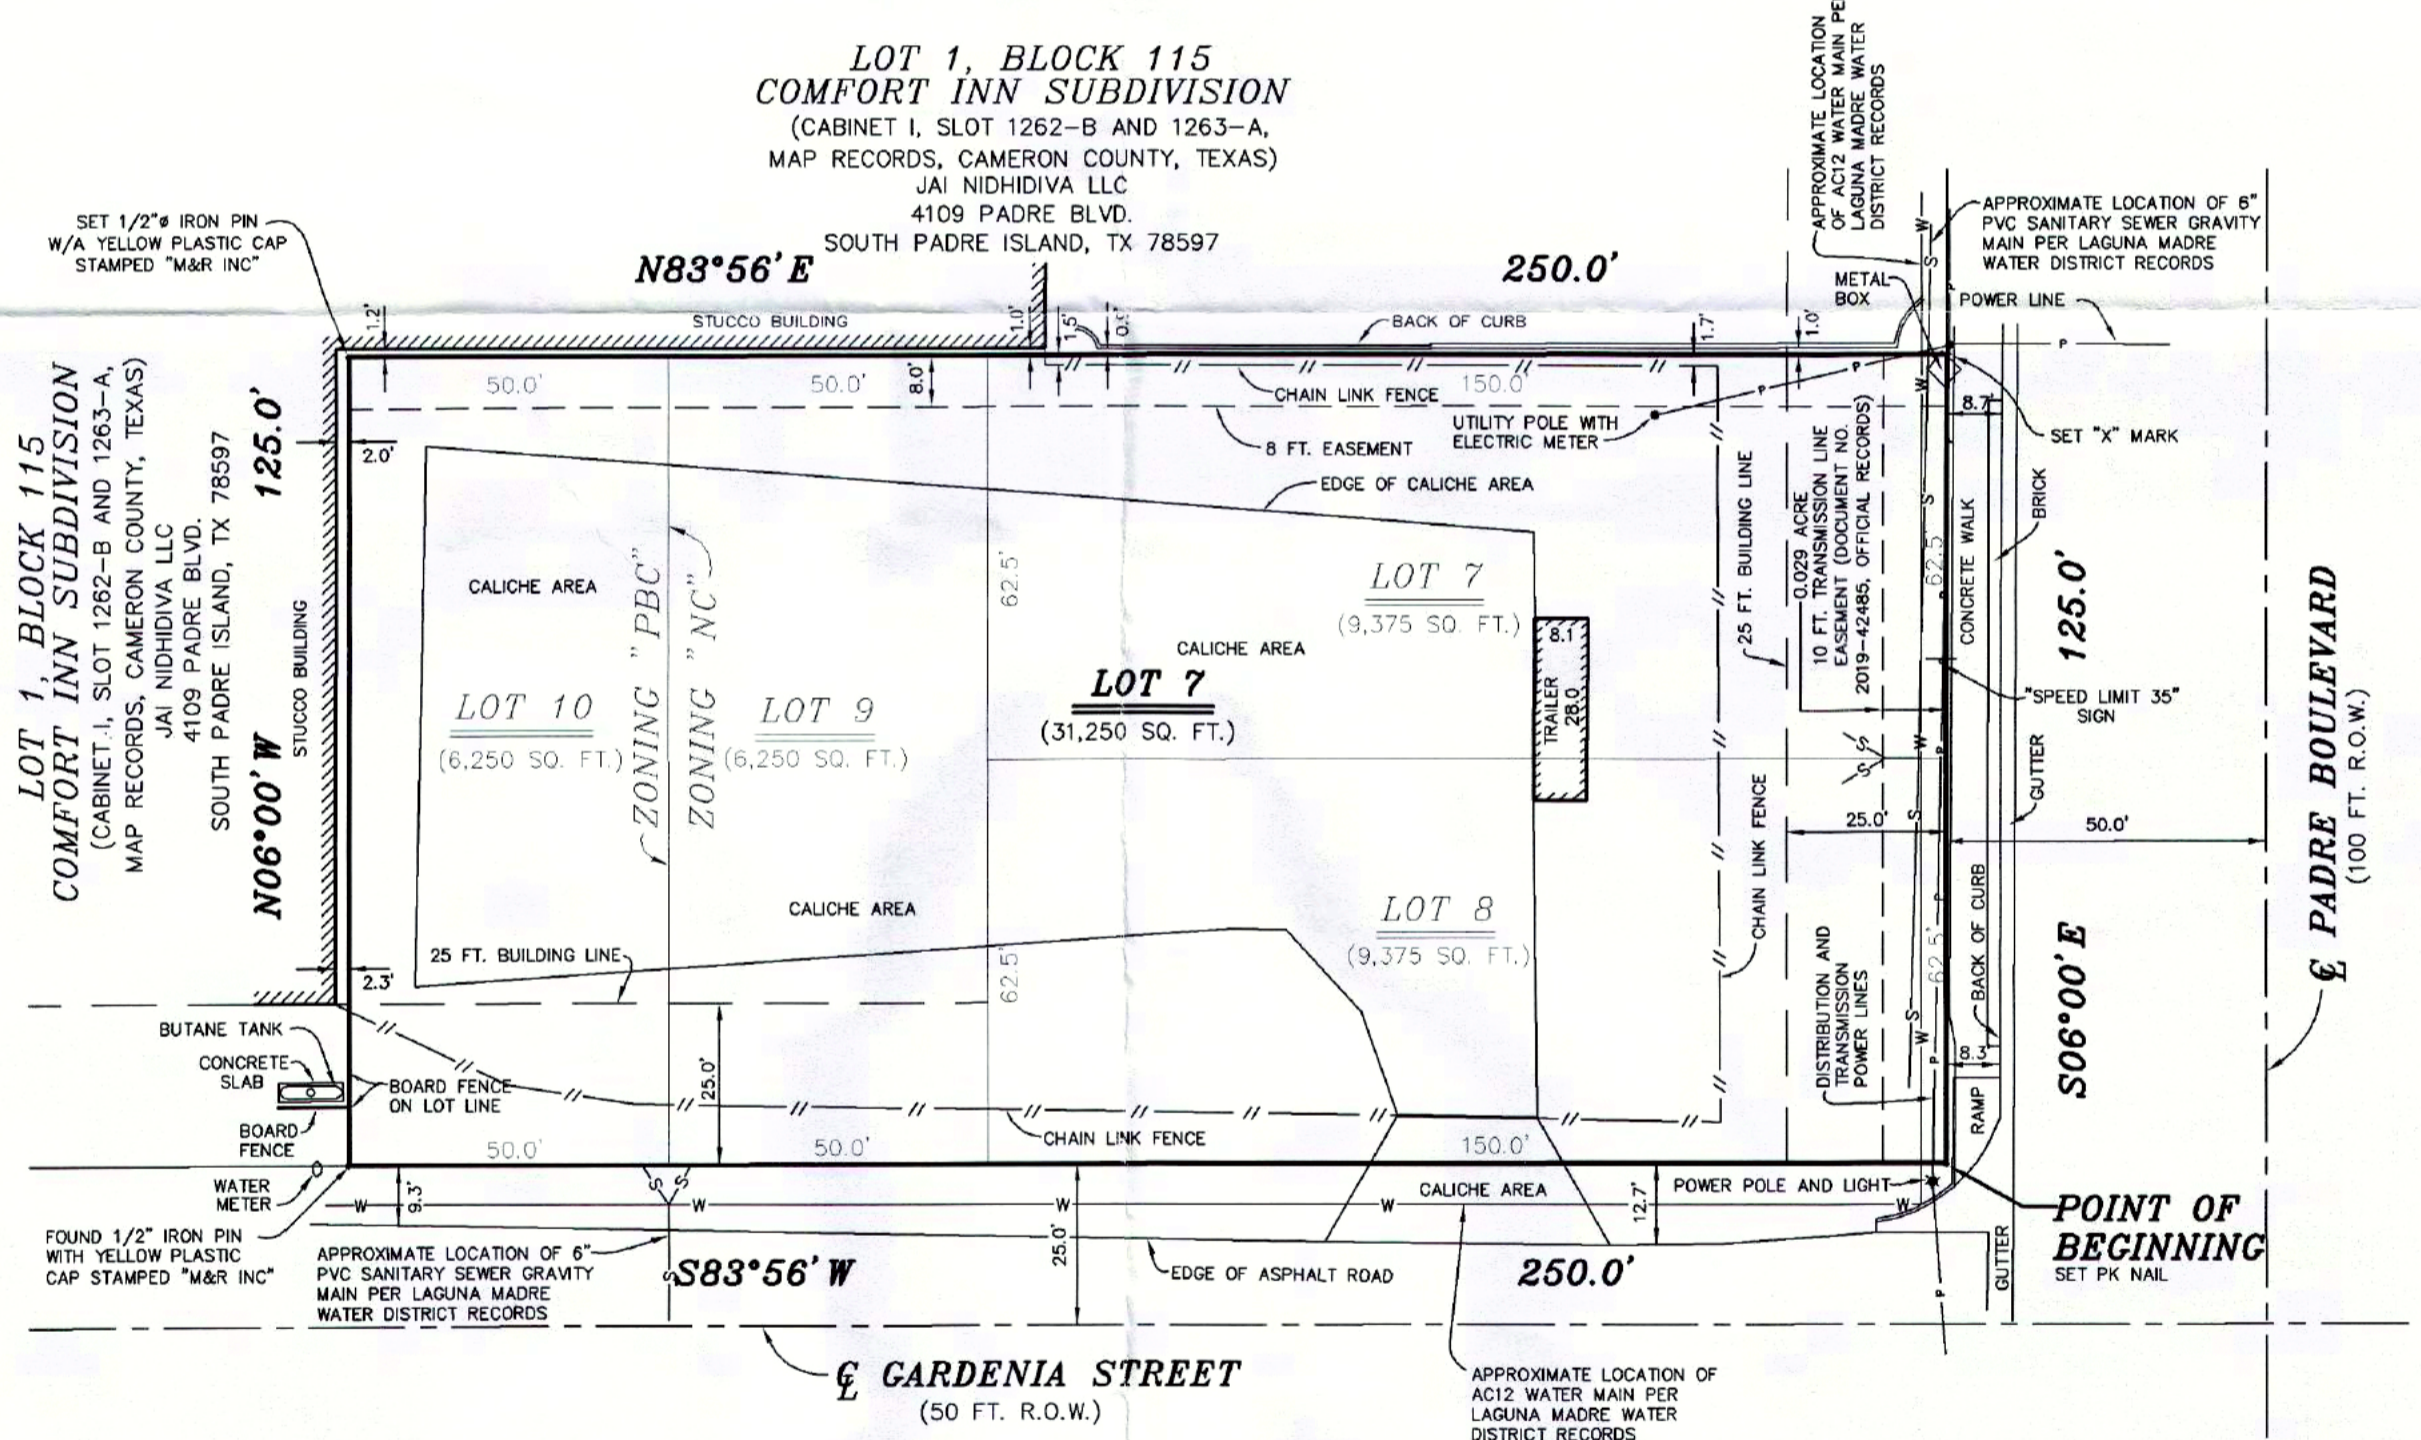 LOT 1, BLOCK 115
COMFORT INN SUBDIVISION
(CABINET I, SLOT 1262-B AND 1263-A,
MAP RECORDS, CAMERON COUNTY, TEXAS)
JAI NIDHIDIVA LLC
4109 PADRE BLVD.
SOUTH PADRE ISLAND, TX 78597
APPROXIMATE LOCATION
OF AC12 WATER MAIN PE
LAGUNA MADRE WATER
DISTRICT RECORDS
APPROXIMATE LOCATION OF 6"
PVC SANITARY SEWER GRAVITY
MAIN PER LAGUNA MADRE
WATER DISTRICT RECORDS
SET 1/2"ø IRON PIN
W/A YELLOW PLASTIC CAP
STAMPED "M&R INC"
N83°56' E
250.0'
METAL
BOX
POWER LINE
1.2'
STUCCO BUILDING
1.0'
1.5'
0.9'
BACK OF CURB
1.7'
1.0'
P
LOT 1, BLOCK 115
COMFORT INN SUBDIVISION
(CABINET I, SLOT 1262-B AND 1263-A,
MAP RECORDS, CAMERON COUNTY, TEXAS)
JAI NIDHIDIVA LLC
4109 PADRE BLVD.
SOUTH PADRE ISLAND, TX 78597
N06°00' W
125.0'
STUCCO BUILDING
50.0'
50.0'
8.0'
150.0'
CHAIN LINK FENCE
UTILITY POLE WITH
ELECTRIC METER
8 FT. EASEMENT
8.7'
SET "X" MARK
2.0'
EDGE OF CALICHE AREA
25 FT. BUILDING LINE
0.029 ACRE
10 FT. TRANSMISSION LINE
EASEMENT (DOCUMENT NO.
2019-42485, OFFICIAL RECORDS)
62.5'
CONCRETE WALK
BRICK
125.0'
CALICHE AREA
ZONING "PBC"
ZONING "NC"
62.5'
LOT 7
(9,375 SQ. FT.)
CALICHE AREA
8.1
TRAILER
28.0
LOT 10
(6,250 SQ. FT.)
LOT 9
(6,250 SQ. FT.)
LOT 7
(31,250 SQ. FT.)
"SPEED LIMIT 35"
SIGN
GUTTER
25.0'
50.0'
℄ PADRE BOULEVARD
(100 FT. R.O.W.)
CHAIN LINK FENCE
CALICHE AREA
LOT 8
(9,375 SQ. FT.)
DISTRIBUTION AND
TRANSMISSION
POWER LINES
62.5'
BACK OF CURB
S06°00' E
25 FT. BUILDING LINE
2.3'
62.5'
BUTANE TANK
CONCRETE
SLAB
BOARD FENCE
ON LOT LINE
25.0'
8.3'
RAMP
BOARD
FENCE
50.0'
50.0'
CHAIN LINK FENCE
150.0'
WATER
METER
9.3'
W
S
CALICHE AREA
12.7'
POWER POLE AND LIGHT
POINT OF
BEGINNING
SET PK NAIL
FOUND 1/2" IRON PIN
WITH YELLOW PLASTIC
CAP STAMPED "M&R INC"
APPROXIMATE LOCATION OF 6"
PVC SANITARY SEWER GRAVITY
MAIN PER LAGUNA MADRE
WATER DISTRICT RECORDS
S83°56' W
25.0'
EDGE OF ASPHALT ROAD
250.0'
GUTTER
℄ GARDENIA STREET
(50 FT. R.O.W.)
APPROXIMATE LOCATION OF
AC12 WATER MAIN PER
LAGUNA MADRE WATER
DISTRICT RECORDS